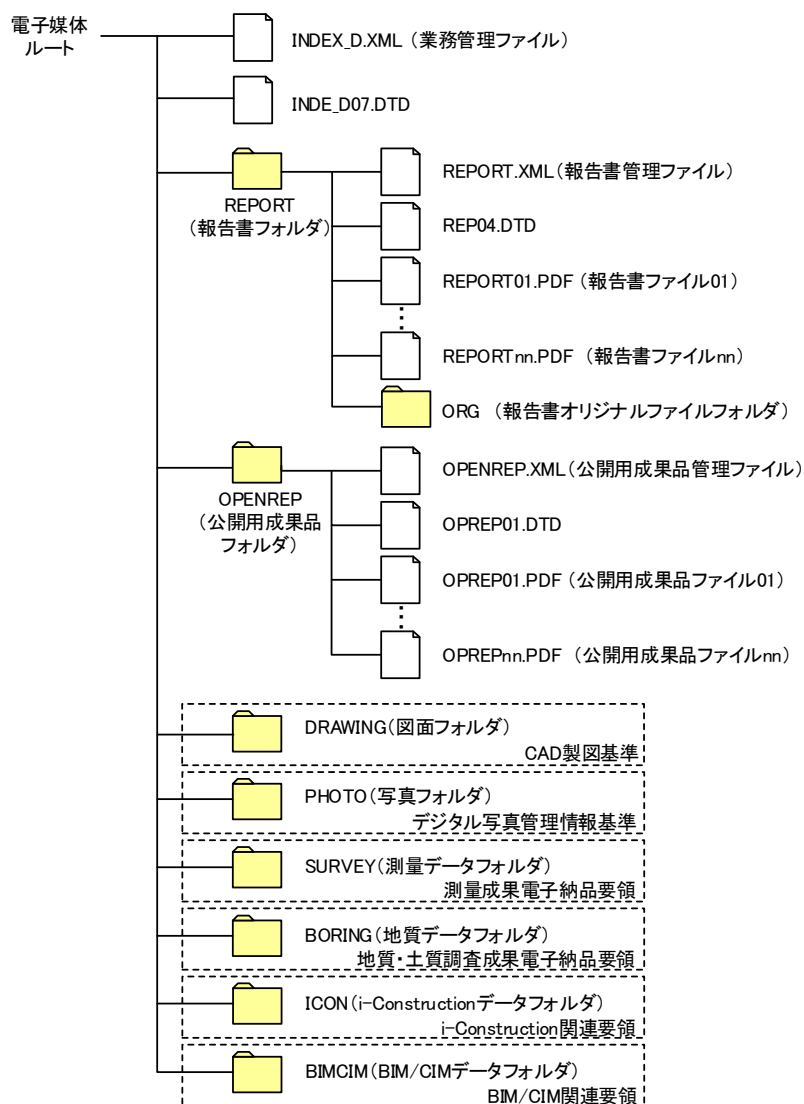 電子媒体
ルート
INDEX_D.XML（業務管理ファイル）
INDE_D07.DTD
REPORT
（報告書フォルダ）
REPORT.XML（報告書管理ファイル）
REP04.DTD
REPORT01.PDF（報告書ファイル01）
REPORTnn.PDF （報告書ファイルnn）
ORG （報告書オリジナルファイルフォルダ）
OPENREP
（公開用成果品
フォルダ）
OPENREP.XML（公開用成果品管理ファイル）
OPREP01.DTD
OPREP01.PDF（公開用成果品ファイル01）
OPREPnn.PDF （公開用成果品ファイルnn）
DRAWING（図面フォルダ）
CAD製図基準
PHOTO（写真フォルダ）
デジタル写真管理情報基準
SURVEY（測量データフォルダ）
測量成果電子納品要領
BORING（地質データフォルダ）
地質・土質調査成果電子納品要領
ICON（i-Constructionデータフォルダ）
i-Construction関連要領
BIMCIM（BIM/CIMデータフォルダ）
BIM/CIM関連要領